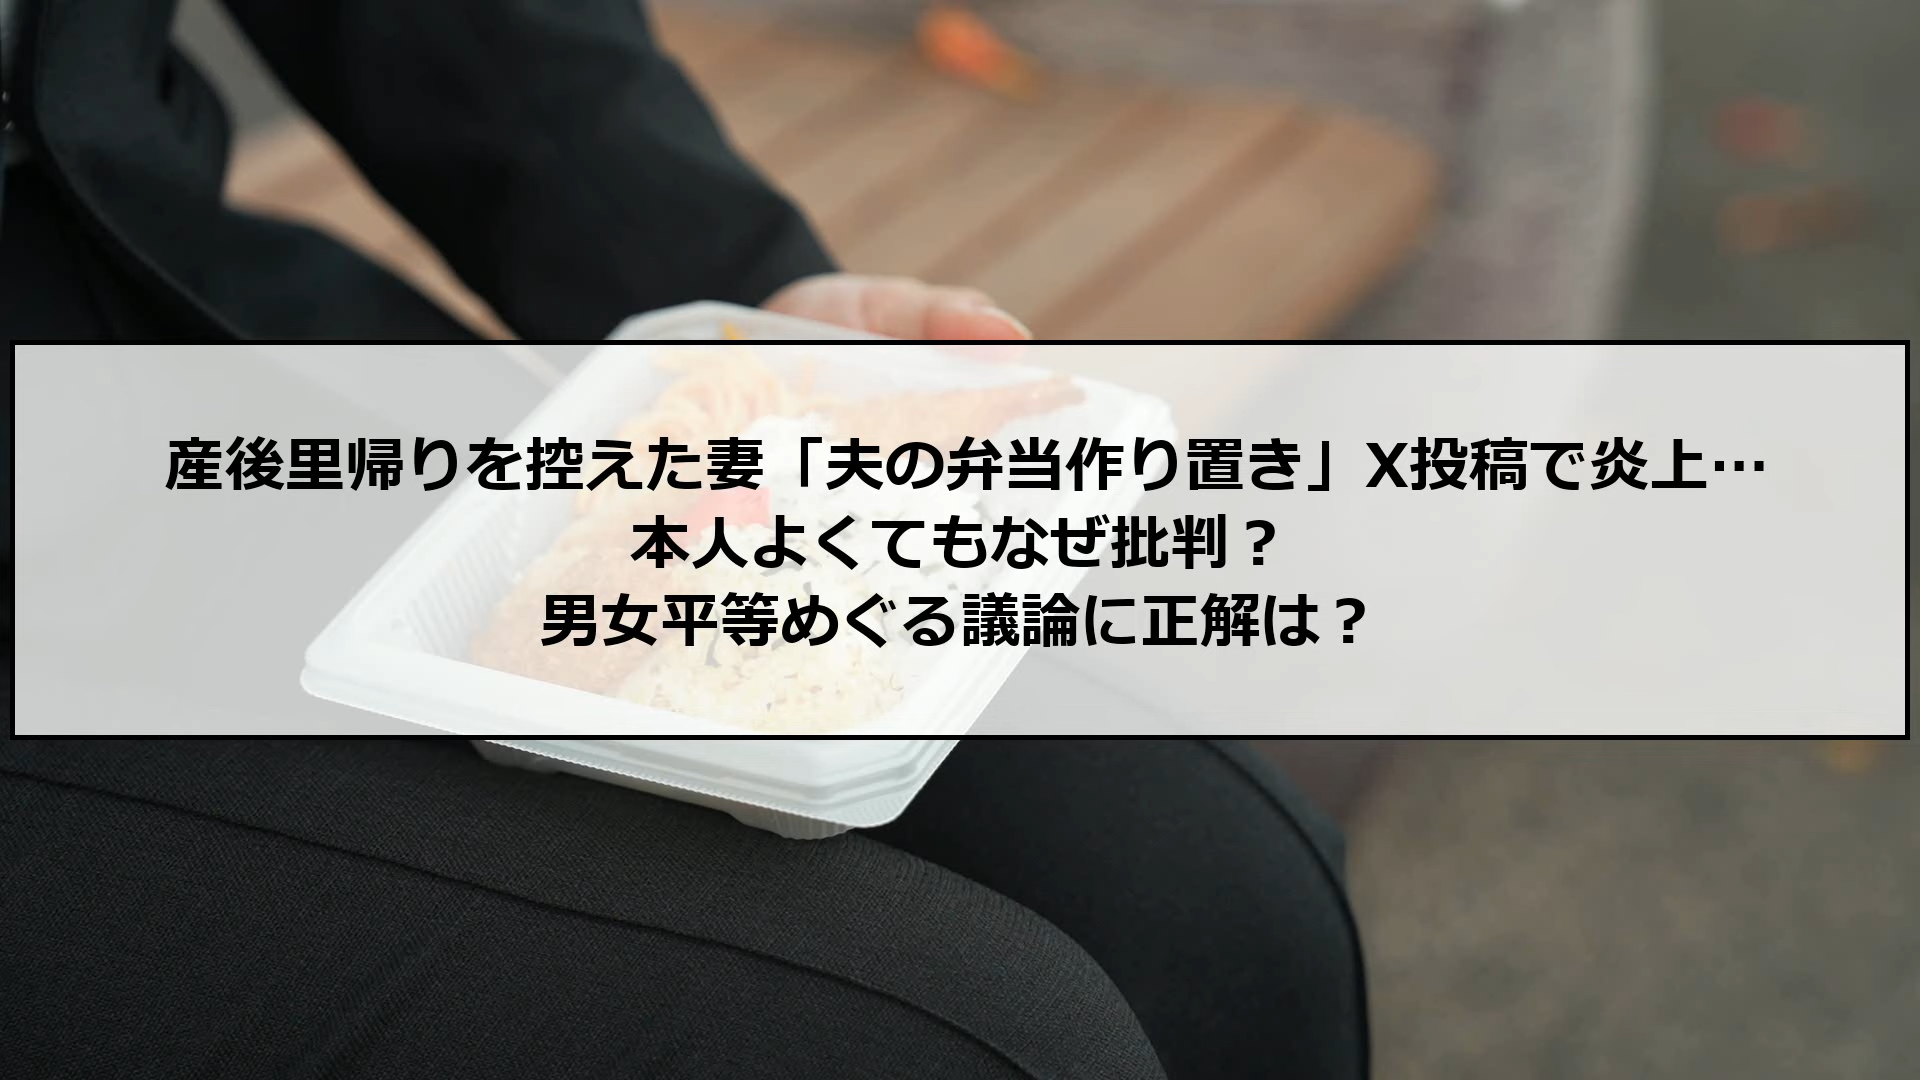 産後里帰りを控えた妻「夫の弁当作り置き」X投稿で炎上…
本人よくてもなぜ批判？
男女平等めぐる議論に正解は？